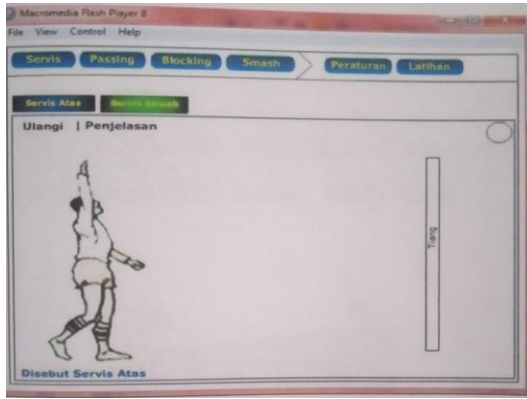 Macromedia Flash Player 8
File View Control Help
Servis Passing Blocking Smash Peraturan Latihan
Servis Atas Servis Bawah
Ulangi | Penjelasan
Tiang
Disebut Servis Atas